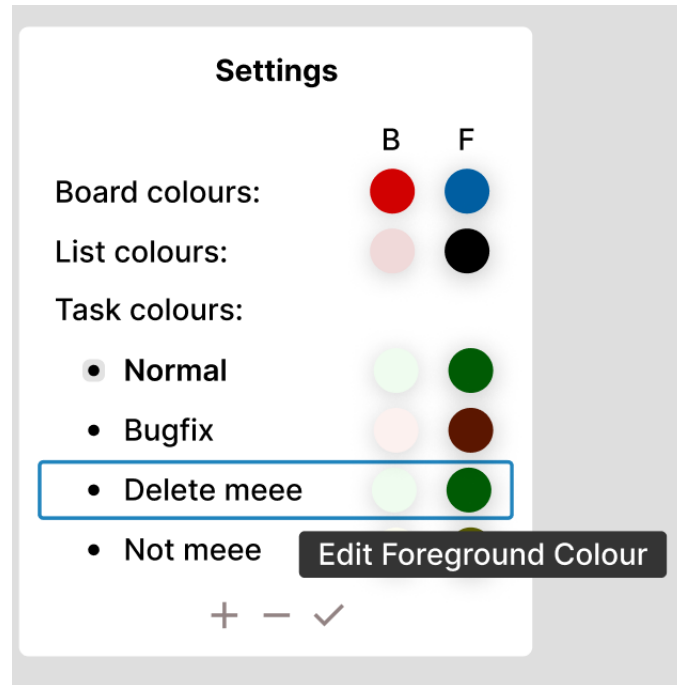 Settings
B F
Board colours:
List colours:
Task colours:
• Normal
• Bugfix
• Delete meee
• Not meee
Edit Foreground Colour